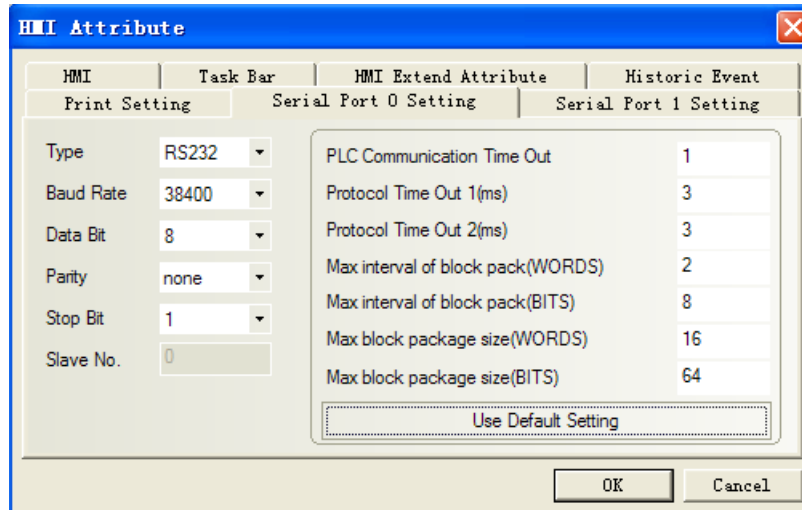 HMI Attribute
HMI Task Bar HMI Extend Attribute Historic Event
Print Setting Serial Port 0 Setting Serial Port 1 Setting
Type RS232
Baud Rate 38400
Data Bit 8
Parity none
Stop Bit 1
Slave No. 0
PLC Communication Time Out 1
Protocol Time Out 1(ms) 3
Protocol Time Out 2(ms) 3
Max interval of block pack(WORDS) 2
Max interval of block pack(BITS) 8
Max block package size(WORDS) 16
Max block package size(BITS) 64
Use Default Setting
OK Cancel